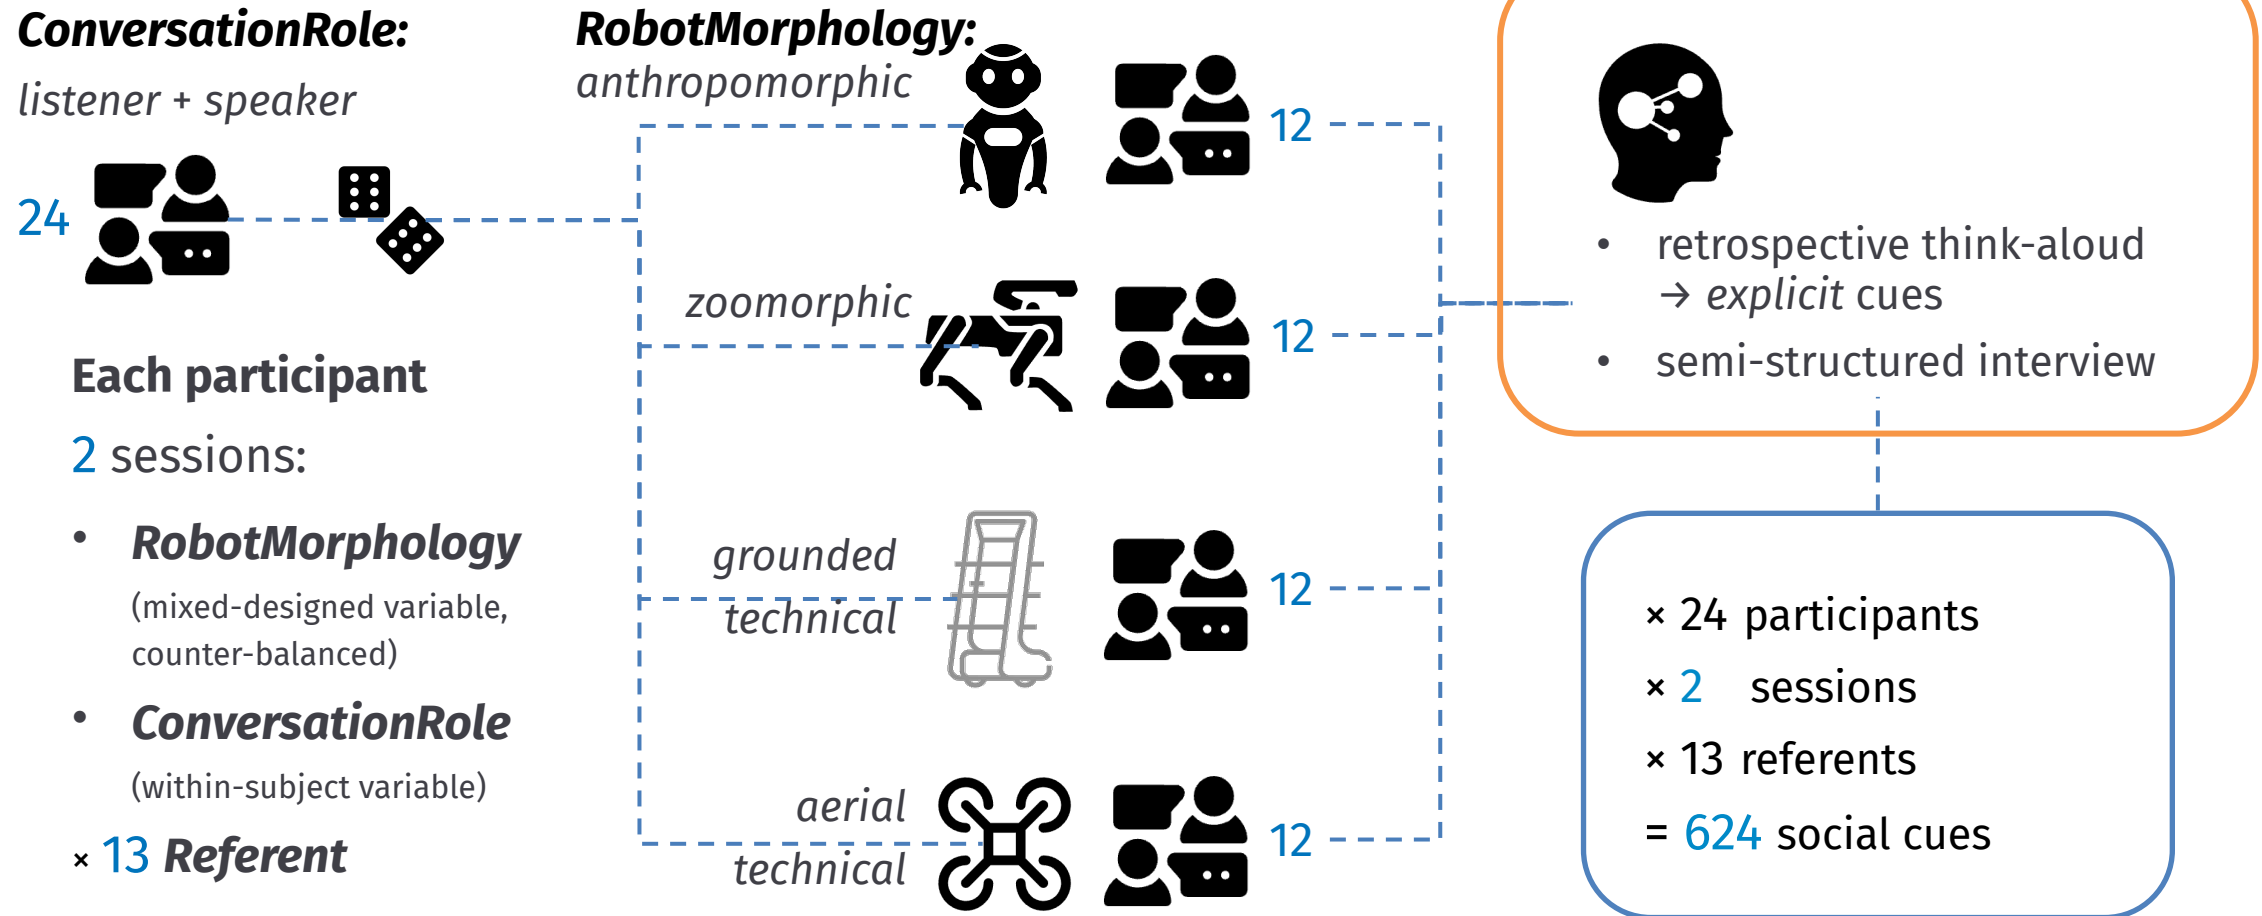 ConversationRole:
listener + speaker
24
Each participant
2 sessions:
• RobotMorphology
(mixed-designed variable,
counter-balanced)
• ConversationRole
(within-subject variable)
× 13 Referent
RobotMorphology:
anthropomorphic
12
zoomorphic
12
grounded
technical
12
aerial
technical
12
• retrospective think-aloud
→ explicit cues
• semi-structured interview
× 24 participants
× 2 sessions
× 13 referents
= 624 social cues